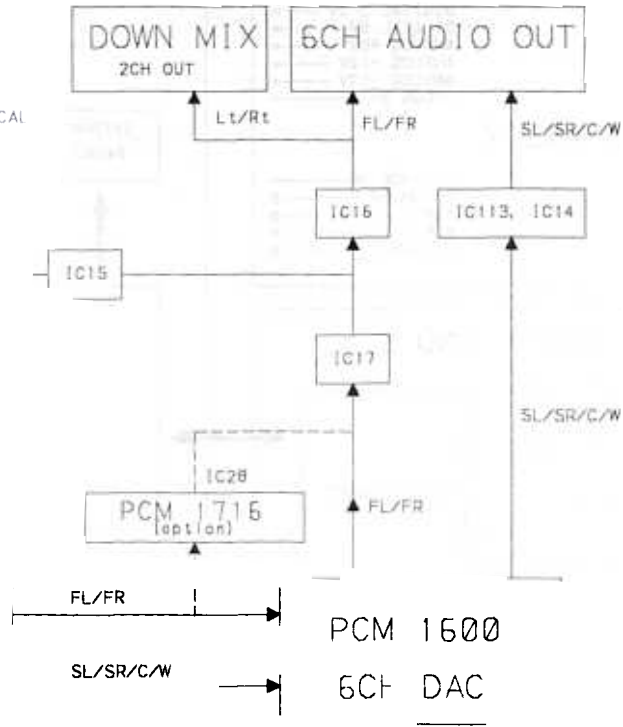 DOWN MIX
2CH OUT
6CH AUDIO OUT
CAL
Lt/Rt
FL/FR
SL/SR/C/W
IC16
IC113, IC14
IC15
IC17
SL/SR/C/W
IC28
PCM 1716
(option)
FL/FR
FL/FR
PCM 1600
SL/SR/C/W
6CH DAC